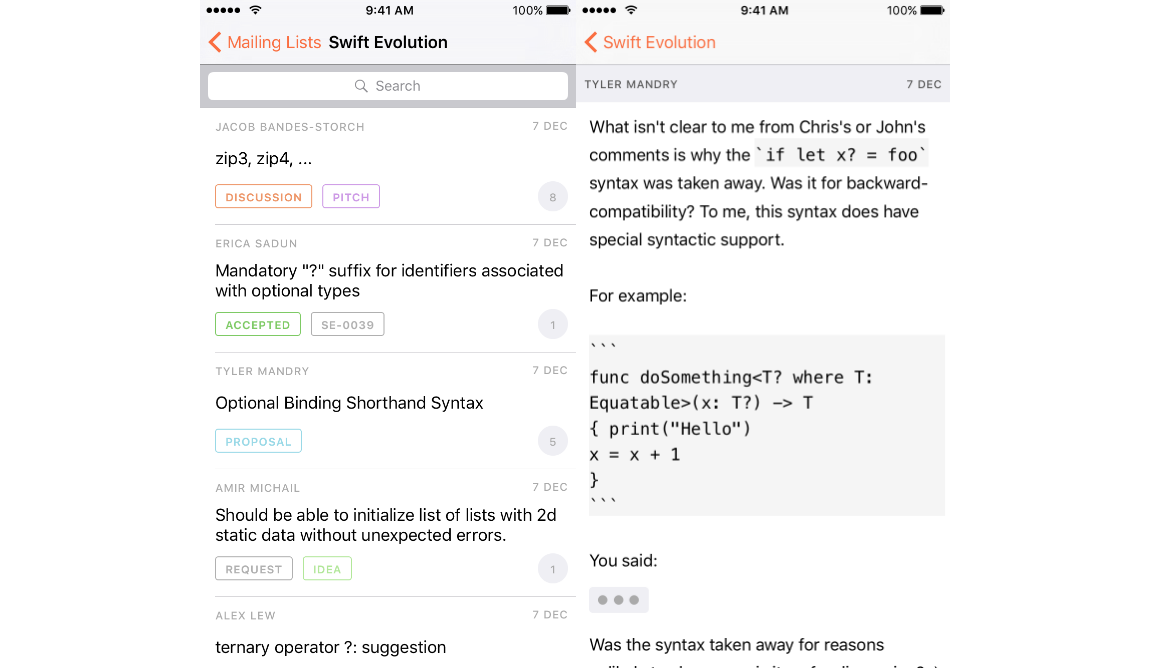 9:41 AM
100%
Mailing Lists
Swift Evolution
Search
JACOB BANDES-STORCH
7 DEC
zip3, zip4, ...
DISCUSSION
PITCH
8
ERICA SADUN
7 DEC
Mandatory "?" suffix for identifiers associated
with optional types
ACCEPTED
SE-0039
1
TYLER MANDRY
7 DEC
Optional Binding Shorthand Syntax
PROPOSAL
5
AMIR MICHAIL
7 DEC
Should be able to initialize list of lists with 2d
static data without unexpected errors.
REQUEST
IDEA
1
ALEX LEW
7 DEC
ternary operator ?: suggestion
9:41 AM
100%
Swift Evolution
TYLER MANDRY
7 DEC
What isn't clear to me from Chris's or John's
comments is why the `if let x? = foo`
syntax was taken away. Was it for backward-
compatibility? To me, this syntax does have
special syntactic support.
For example:
```
func doSomething<T? where T:
Equatable>(x: T?) -> T
{ print("Hello")
x = x + 1
}
```
You said:
Was the syntax taken away for reasons